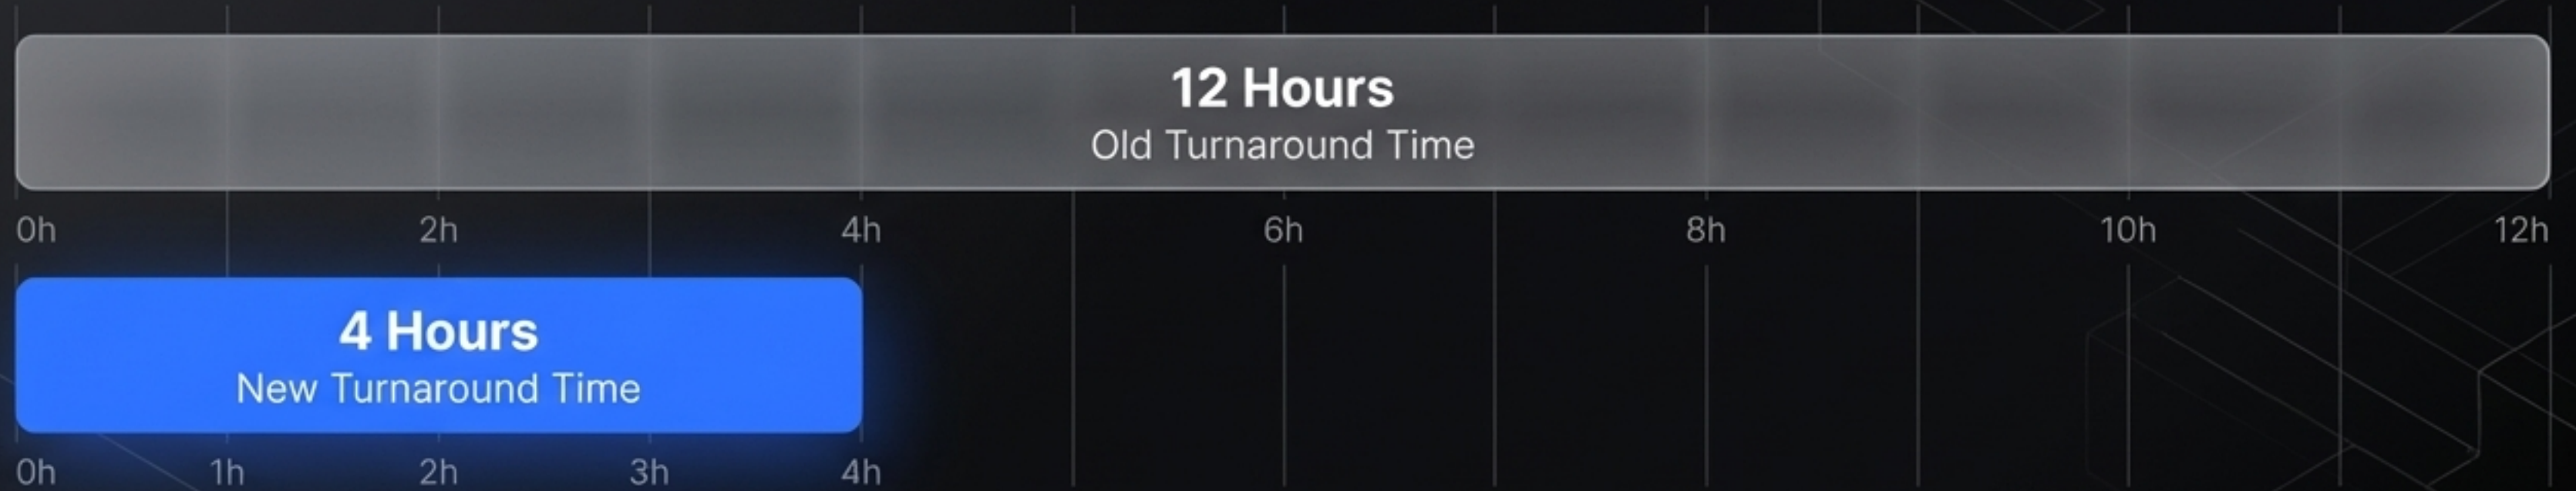 12 Hours
Old Turnaround Time
0h 2h 4h 6h 8h 10h 12h
4 Hours
New Turnaround Time
0h 1h 2h 3h 4h